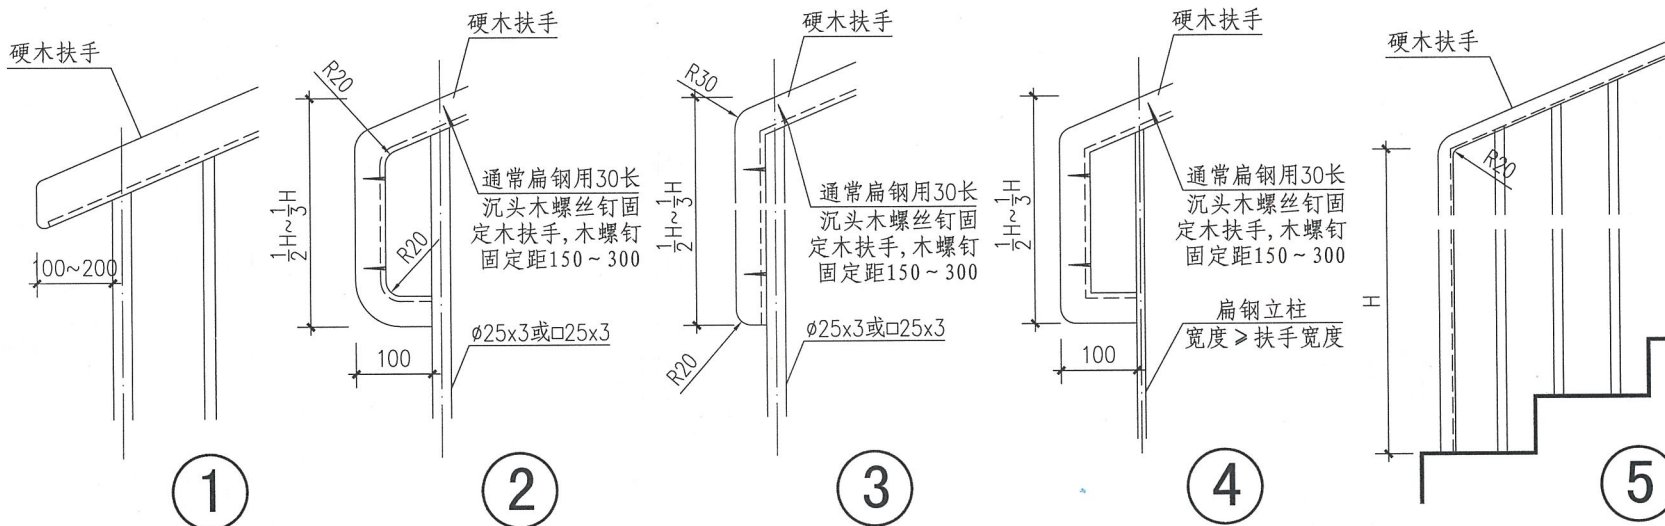 硬木扶手
100~200
1
硬木扶手
R20
1/2H~1/3H
通常扁钢用30长
沉头木螺丝钉固
定木扶手,木螺钉
固定距150~300
R20
100
ø25x3或□25x3
2
硬木扶手
R30
1/2H~1/3H
通常扁钢用30长
沉头木螺丝钉固
定木扶手,木螺钉
固定距150~300
ø25x3或□25x3
R20
3
硬木扶手
1/2H~1/3H
通常扁钢用30长
沉头木螺丝钉固
定木扶手,木螺钉
固定距150~300
扁钢立柱
宽度≥扶手宽度
100
4
硬木扶手
R20
H
5